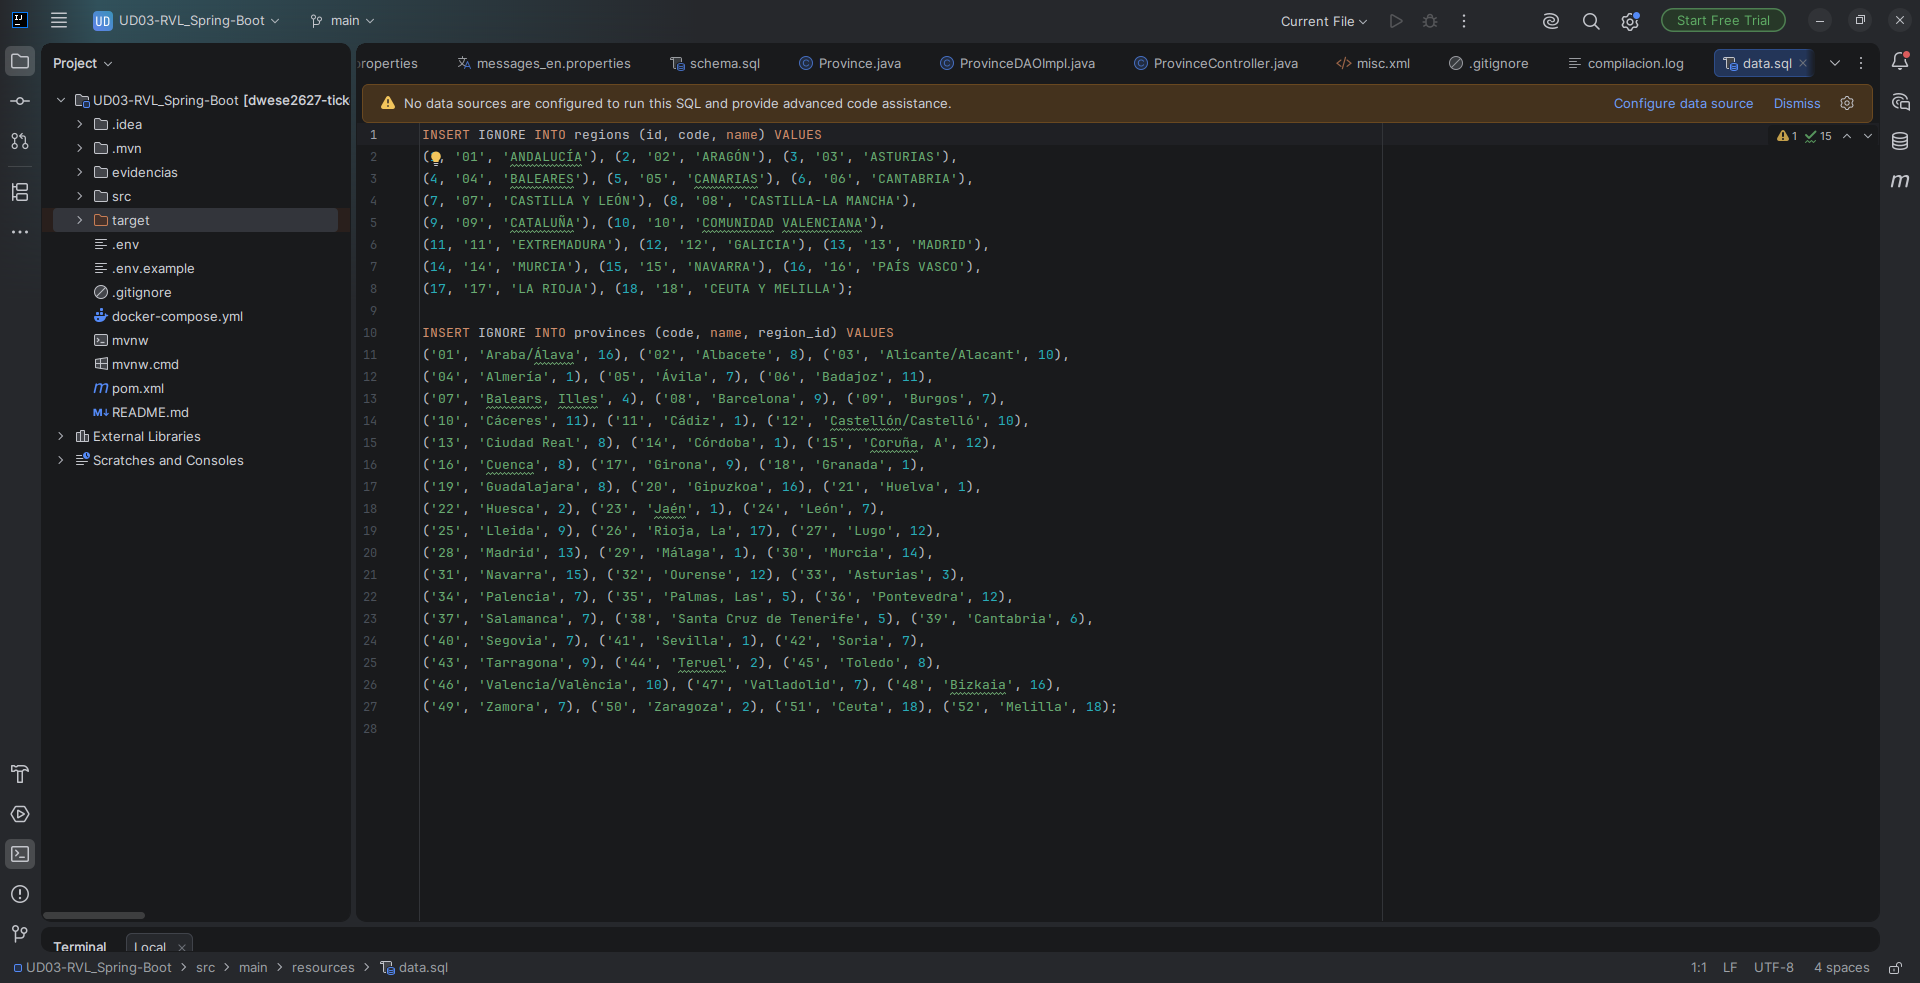 UD UD03-RVL_Spring-Boot main Current File Start Free Trial
Project
properties messages_en.properties schema.sql Province.java ProvinceDAOImpl.java ProvinceController.java misc.xml .gitignore compilacion.log data.sql
No data sources are configured to run this SQL and provide advanced code assistance. Configure data source Dismiss
UD03-RVL_Spring-Boot [dwese2627-tick
.idea
.mvn
evidencias
src
target
.env
.env.example
.gitignore
docker-compose.yml
mvnw
mvnw.cmd
pom.xml
README.md
External Libraries
Scratches and Consoles
1 INSERT IGNORE INTO regions (id, code, name) VALUES
2 ( , '01', 'ANDALUCÍA'), (2, '02', 'ARAGÓN'), (3, '03', 'ASTURIAS'),
3 (4, '04', 'BALEARES'), (5, '05', 'CANARIAS'), (6, '06', 'CANTABRIA'),
4 (7, '07', 'CASTILLA Y LEÓN'), (8, '08', 'CASTILLA-LA MANCHA'),
5 (9, '09', 'CATALUÑA'), (10, '10', 'COMUNIDAD VALENCIANA'),
6 (11, '11', 'EXTREMADURA'), (12, '12', 'GALICIA'), (13, '13', 'MADRID'),
7 (14, '14', 'MURCIA'), (15, '15', 'NAVARRA'), (16, '16', 'PAÍS VASCO'),
8 (17, '17', 'LA RIOJA'), (18, '18', 'CEUTA Y MELILLA');
9
10 INSERT IGNORE INTO provinces (code, name, region_id) VALUES
11 ('01', 'Araba/Álava', 16), ('02', 'Albacete', 8), ('03', 'Alicante/Alacant', 10),
12 ('04', 'Almería', 1), ('05', 'Ávila', 7), ('06', 'Badajoz', 11),
13 ('07', 'Balears, Illes', 4), ('08', 'Barcelona', 9), ('09', 'Burgos', 7),
14 ('10', 'Cáceres', 11), ('11', 'Cádiz', 1), ('12', 'Castellón/Castelló', 10),
15 ('13', 'Ciudad Real', 8), ('14', 'Córdoba', 1), ('15', 'Coruña, A', 12),
16 ('16', 'Cuenca', 8), ('17', 'Girona', 9), ('18', 'Granada', 1),
17 ('19', 'Guadalajara', 8), ('20', 'Gipuzkoa', 16), ('21', 'Huelva', 1),
18 ('22', 'Huesca', 2), ('23', 'Jaén', 1), ('24', 'León', 7),
19 ('25', 'Lleida', 9), ('26', 'Rioja, La', 17), ('27', 'Lugo', 12),
20 ('28', 'Madrid', 13), ('29', 'Málaga', 1), ('30', 'Murcia', 14),
21 ('31', 'Navarra', 15), ('32', 'Ourense', 12), ('33', 'Asturias', 3),
22 ('34', 'Palencia', 7), ('35', 'Palmas, Las', 5), ('36', 'Pontevedra', 12),
23 ('37', 'Salamanca', 7), ('38', 'Santa Cruz de Tenerife', 5), ('39', 'Cantabria', 6),
24 ('40', 'Segovia', 7), ('41', 'Sevilla', 1), ('42', 'Soria', 7),
25 ('43', 'Tarragona', 9), ('44', 'Teruel', 2), ('45', 'Toledo', 8),
26 ('46', 'Valencia/València', 10), ('47', 'Valladolid', 7), ('48', 'Bizkaia', 16),
27 ('49', 'Zamora', 7), ('50', 'Zaragoza', 2), ('51', 'Ceuta', 18), ('52', 'Melilla', 18);
28
1 15
Terminal Local
UD03-RVL_Spring-Boot > src > main > resources > data.sql 1:1 LF UTF-8 4 spaces